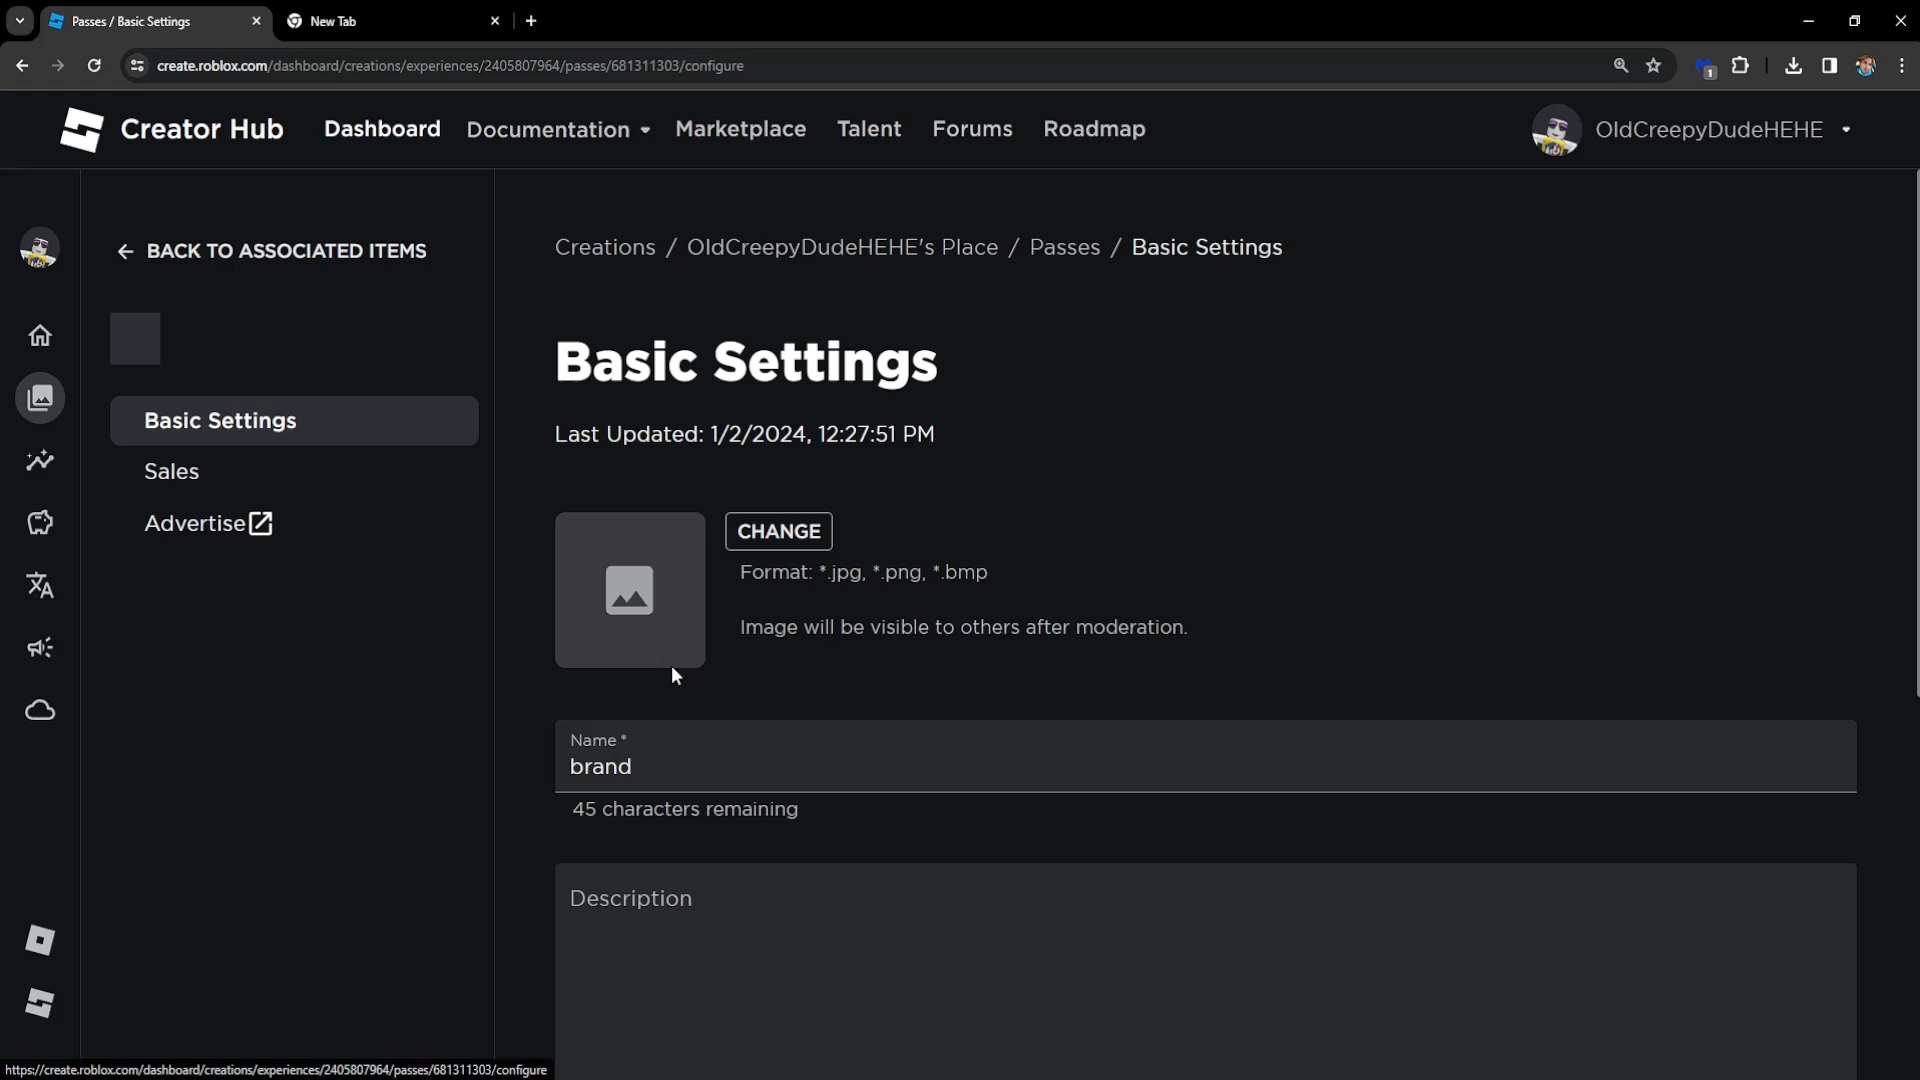 Passes / Basic Settings
New Tab
create.roblox.com/dashboard/creations/experiences/2405807964/passes/681311303/configure
1
Creator Hub
Dashboard
Documentation
Marketplace
Talent
Forums
Roadmap
OldCreepyDudeHEHE
BACK TO ASSOCIATED ITEMS
Creations / OldCreepyDudeHEHE's Place / Passes / Basic Settings
Basic Settings
Sales
Advertise
Basic Settings
Last Updated: 1/2/2024, 12:27:51 PM
CHANGE
Format: *.jpg, *.png, *.bmp
Image will be visible to others after moderation.
Name *
brand
45 characters remaining
Description
https://create.roblox.com/dashboard/creations/experiences/2405807964/passes/681311303/configure